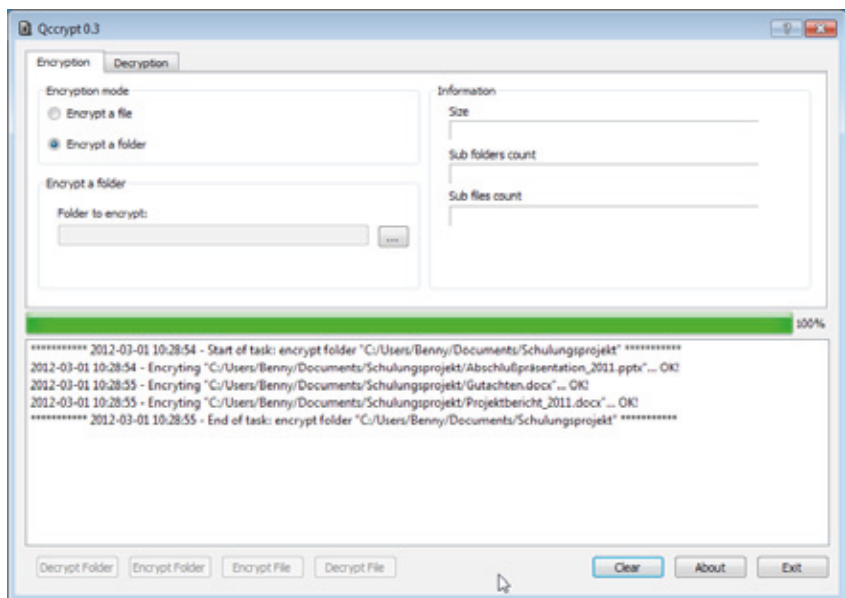 Qccrypt 0.3
Encryption Decryption
Encryption mode
Encrypt a file
Encrypt a folder
Encrypt a folder
Folder to encrypt:
...
Information
Size
Sub folders count
Sub files count
100%
*********** 2012-03-01 10:28:54 - Start of task: encrypt folder "C:/Users/Benny/Documents/Schulungsprojekt" ***********
2012-03-01 10:28:54 - Encryting "C:/Users/Benny/Documents/Schulungsprojekt/Abschlußpräsentation_2011.pptx"... OK!
2012-03-01 10:28:55 - Encryting "C:/Users/Benny/Documents/Schulungsprojekt/Gutachten.docx"... OK!
2012-03-01 10:28:55 - Encryting "C:/Users/Benny/Documents/Schulungsprojekt/Projektbericht_2011.docx"... OK!
*********** 2012-03-01 10:28:55 - End of task: encrypt folder "C:/Users/Benny/Documents/Schulungsprojekt" ***********
Decrypt Folder Encrypt Folder Encrypt File Decrypt File Clear About Exit